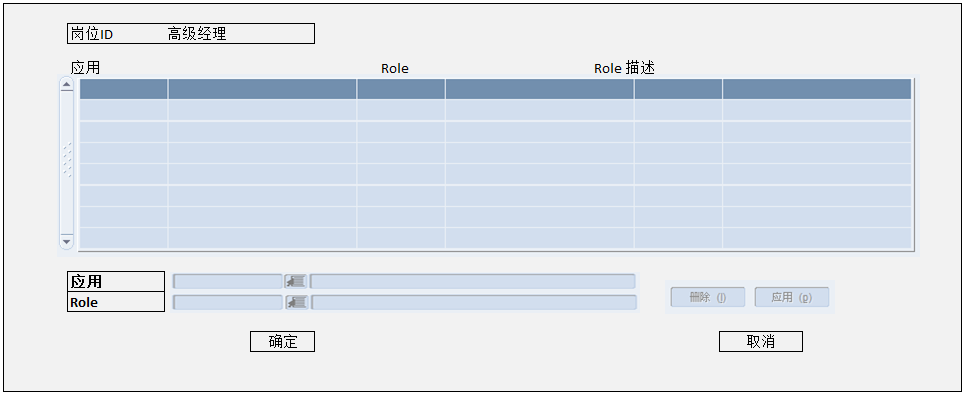 岗位ID 高级经理
应用 Role Role 描述
应用
Role
删除 (I) 应用 (p)
确定 取消